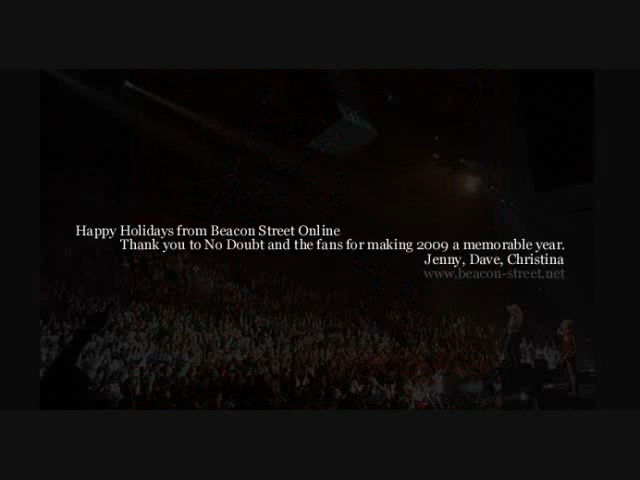 Happy Holidays from Beacon Street Online
Thank you to No Doubt and the fans for making 2009 a memorable year.
Jenny, Dave, Christina
www.beacon-street.net